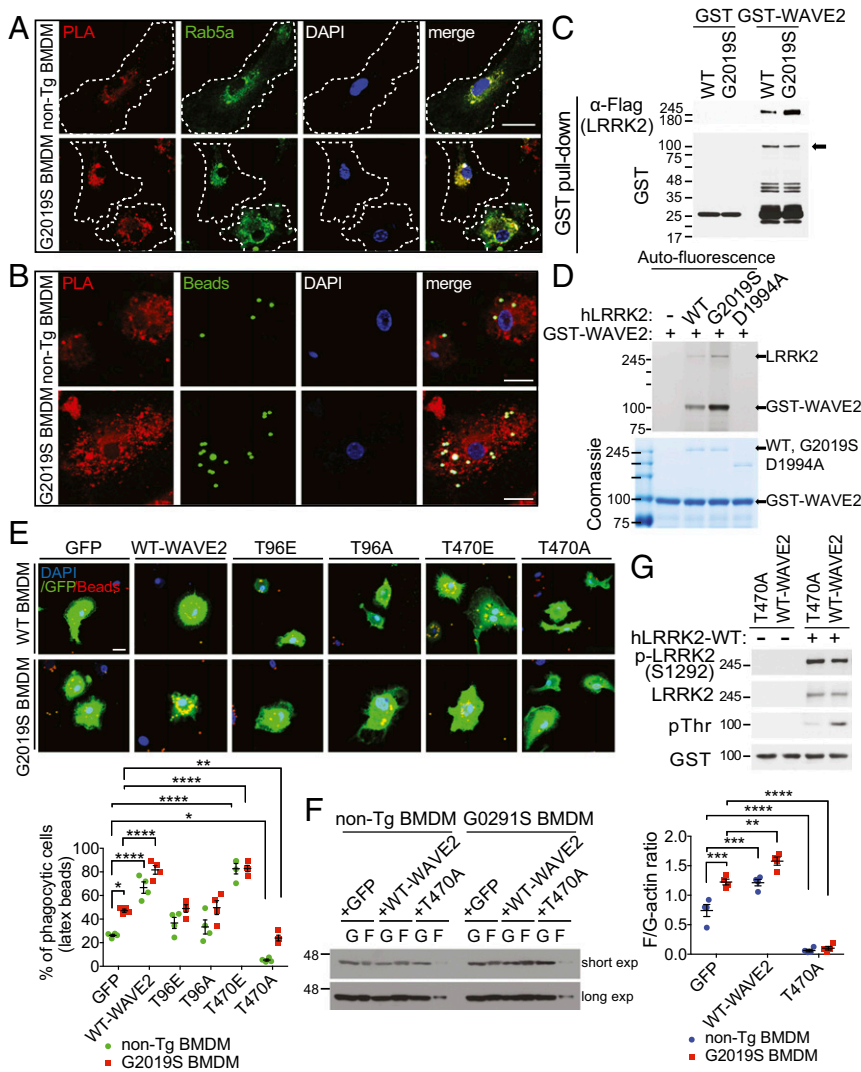 A
PLA
Rab5a
DAPI
merge
non-Tg BMDM
G2019S BMDM
B
PLA
Beads
DAPI
merge
non-Tg BMDM
G2019S BMDM
C
GST GST-WAVE2
WT
G2019S
WT
G2019S
α-Flag
(LRRK2)
245
180
GST pull-down
GST
100
75
48
35
25
17
D
Auto-fluorescence
hLRRK2:
-
WT
G2019S
D1994A
GST-WAVE2: + + + +
245
100
75
LRRK2
GST-WAVE2
Coomassie
245
100
75
WT, G2019S
D1994A
GST-WAVE2
E
GFP
WT-WAVE2
T96E
T96A
T470E
T470A
DAPI
/GFP/Beads
WT BMDM
G2019S BMDM
**
****
****
*
****
****
*
% of phagocytic cells
(latex beads)
100
80
60
40
20
0
GFP
WT-WAVE2
T96E
T96A
T470E
T470A
non-Tg BMDM
G2019S BMDM
F
non-Tg BMDM
G0291S BMDM
+GFP
+WT-WAVE2
+T470A
+GFP
+WT-WAVE2
+T470A
G F G F G F G F G F G F
48
short exp
48
long exp
****
****
**
***
***
F/G-actin ratio
2.0
1.5
1.0
0.5
0.0
GFP
WT-WAVE2
T470A
non-Tg BMDM
G2019S BMDM
G
T470A
WT-WAVE2
T470A
WT-WAVE2
hLRRK2-WT: - - + +
p-LRRK2
(S1292)
245
LRRK2
245
pThr
100
GST
100